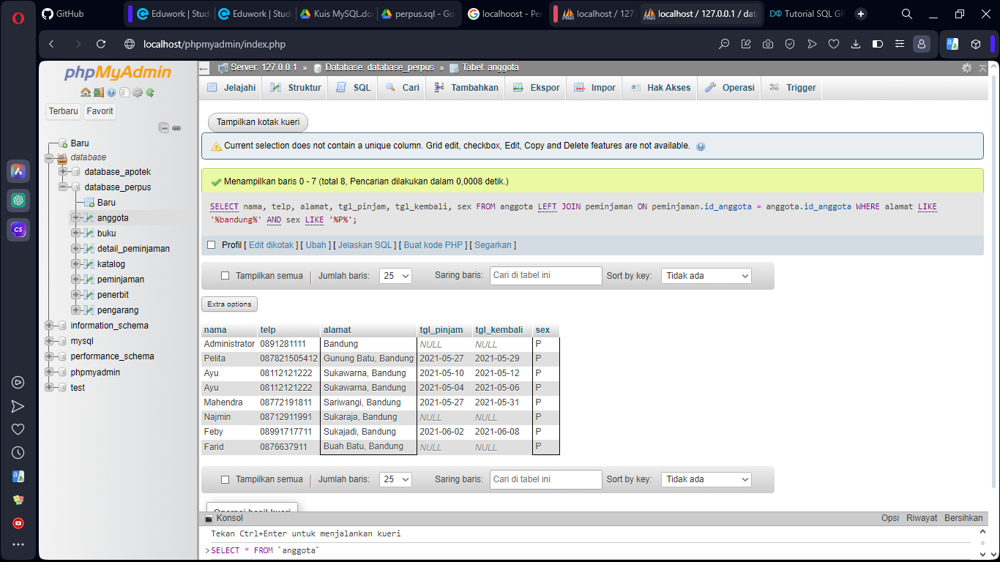 GitHub
Eduwork | Stud
Eduwork | Stud
Kuis MySQL.do
perpus.sql - Go
localhoost - Pe
localhost / 127.
localhost / 127.0.0.1 / dat
Tutorial SQL GR
localhost/phpmyadmin/index.php
phpMyAdmin
Terbaru
Favorit
Baru
database
database_apotek
database_perpus
Baru
anggota
buku
detail_peminjaman
katalog
peminjaman
penerbit
pengarang
information_schema
mysql
performance_schema
phpmyadmin
test
Server: 127.0.0.1 » Database: database_perpus » Tabel: anggota
Jelajahi Struktur SQL Cari Tambahkan Ekspor Impor Hak Akses Operasi Trigger
Tampilkan kotak kueri
Current selection does not contain a unique column. Grid edit, checkbox, Edit, Copy and Delete features are not available.
Menampilkan baris 0 - 7 (total 8, Pencarian dilakukan dalam 0,0008 detik.)
SELECT nama, telp, alamat, tgl_pinjam, tgl_kembali, sex FROM anggota LEFT JOIN peminjaman ON peminjaman.id_anggota = anggota.id_anggota WHERE alamat LIKE
'%bandung%' AND sex LIKE '%P%';
Profil [ Edit dikotak ] [ Ubah ] [ Jelaskan SQL ] [ Buat kode PHP ] [ Segarkan ]
Tampilkan semua | Jumlah baris: 25 Saring baris: Cari di tabel ini Sort by key: Tidak ada
Extra options
nama telp alamat tgl_pinjam tgl_kembali sex
Administrator 0891281111 Bandung NULL NULL P
Pelita 087821505412 Gunung Batu, Bandung 2021-05-27 2021-05-29 P
Ayu 08112121222 Sukawarna, Bandung 2021-05-10 2021-05-12 P
Ayu 08112121222 Sukawarna, Bandung 2021-05-04 2021-05-06 P
Mahendra 08772191811 Sariwangi, Bandung 2021-05-27 2021-05-31 P
Najmin 08712911991 Sukaraja, Bandung NULL NULL P
Feby 08991717711 Sukajadi, Bandung 2021-06-02 2021-06-08 P
Farid 0876637911 Buah Batu, Bandung NULL NULL P
Tampilkan semua | Jumlah baris: 25 Saring baris: Cari di tabel ini Sort by key: Tidak ada
Operasi hasil kueri
Konsol Opsi Riwayat Bersihkan
Tekan Ctrl+Enter untuk menjalankan kueri
>SELECT * FROM `anggota`